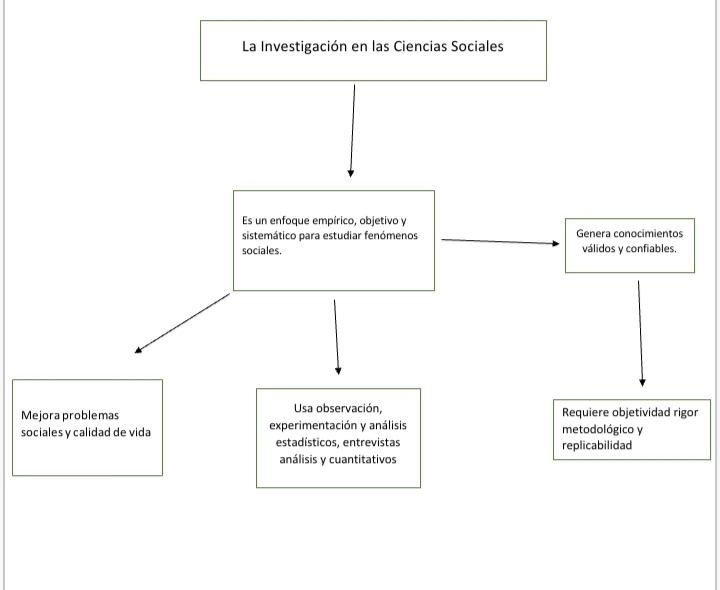 La Investigación en las Ciencias Sociales
Es un enfoque empírico, objetivo y
sistemático para estudiar fenómenos
sociales.
Genera conocimientos
válidos y confiables.
Mejora problemas
sociales y calidad de vida
Usa observación,
experimentación y análisis
estadísticos, entrevistas
análisis y cuantitativos
Requiere objetividad rigor
metodológico y
replicabilidad